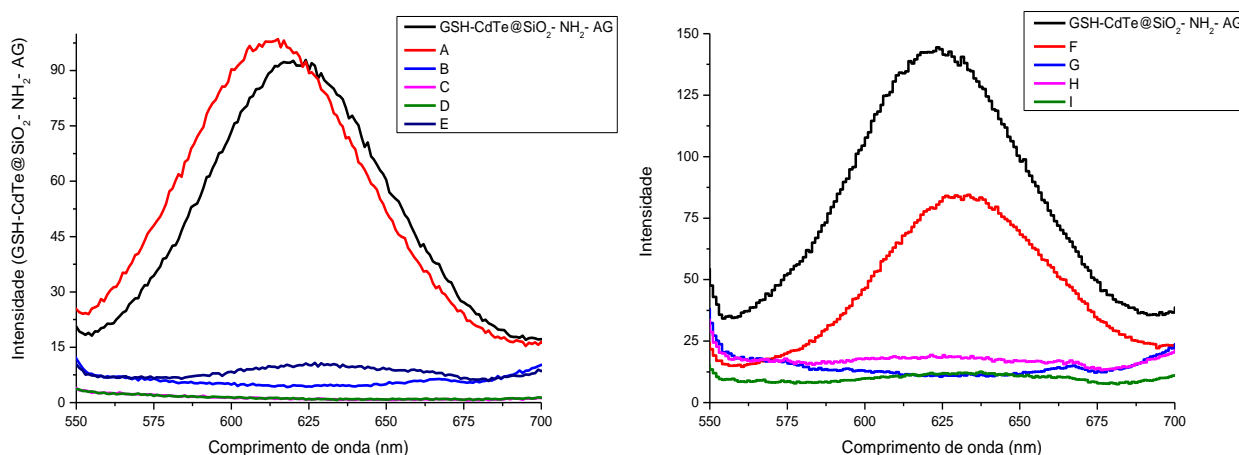 Intensidade (GSH-CdTe@SiO₂- NH₂- AG)
90
75
60
45
30
15
0
550 575 600 625 650 675 700
Comprimento de onda (nm)
GSH-CdTe@SiO₂- NH₂- AG
A
B
C
D
E
Intensidade
150
125
100
75
50
25
0
550 575 600 625 650 675 700
Comprimento de onda (nm)
GSH-CdTe@SiO₂- NH₂- AG
F
G
H
I